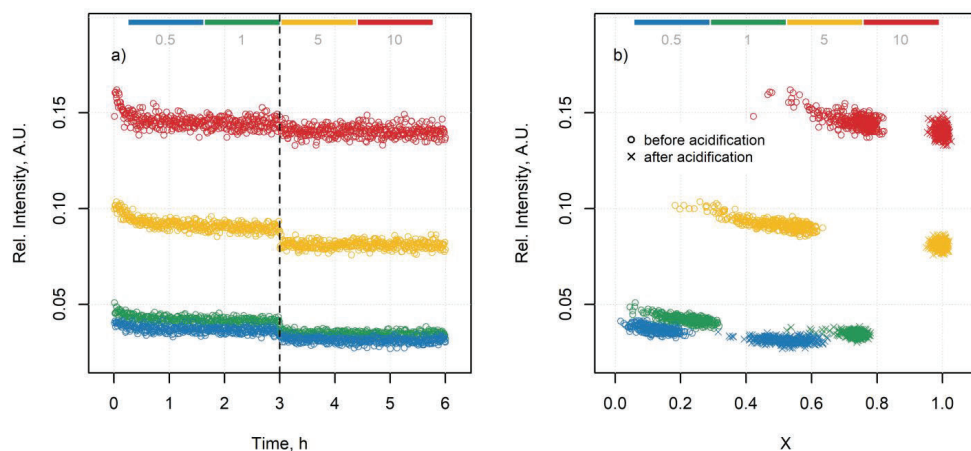 0.5 1 5 10
a)
Rel. Intensity, A.U.
0.15
0.10
0.05
0 1 2 3 4 5 6
Time, h
0.5 1 5 10
b)
Rel. Intensity, A.U.
0.15
0.10
0.05
before acidification
after acidification
0.0 0.2 0.4 0.6 0.8 1.0
X